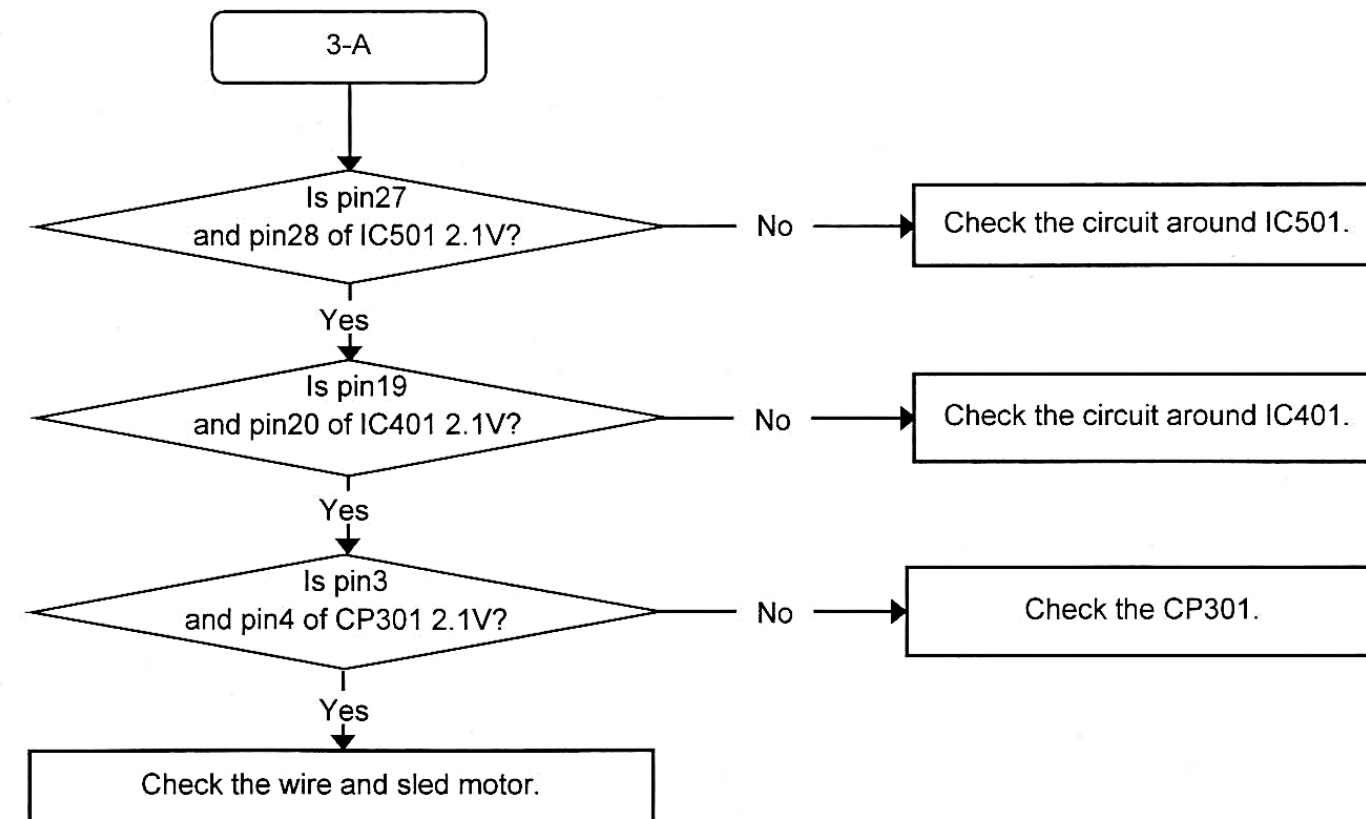 3-A
Is pin27
and pin28 of IC501 2.1V?
No
Check the circuit around IC501.
Yes
Is pin19
and pin20 of IC401 2.1V?
No
Check the circuit around IC401.
Yes
Is pin3
and pin4 of CP301 2.1V?
No
Check the CP301.
Yes
Check the wire and sled motor.